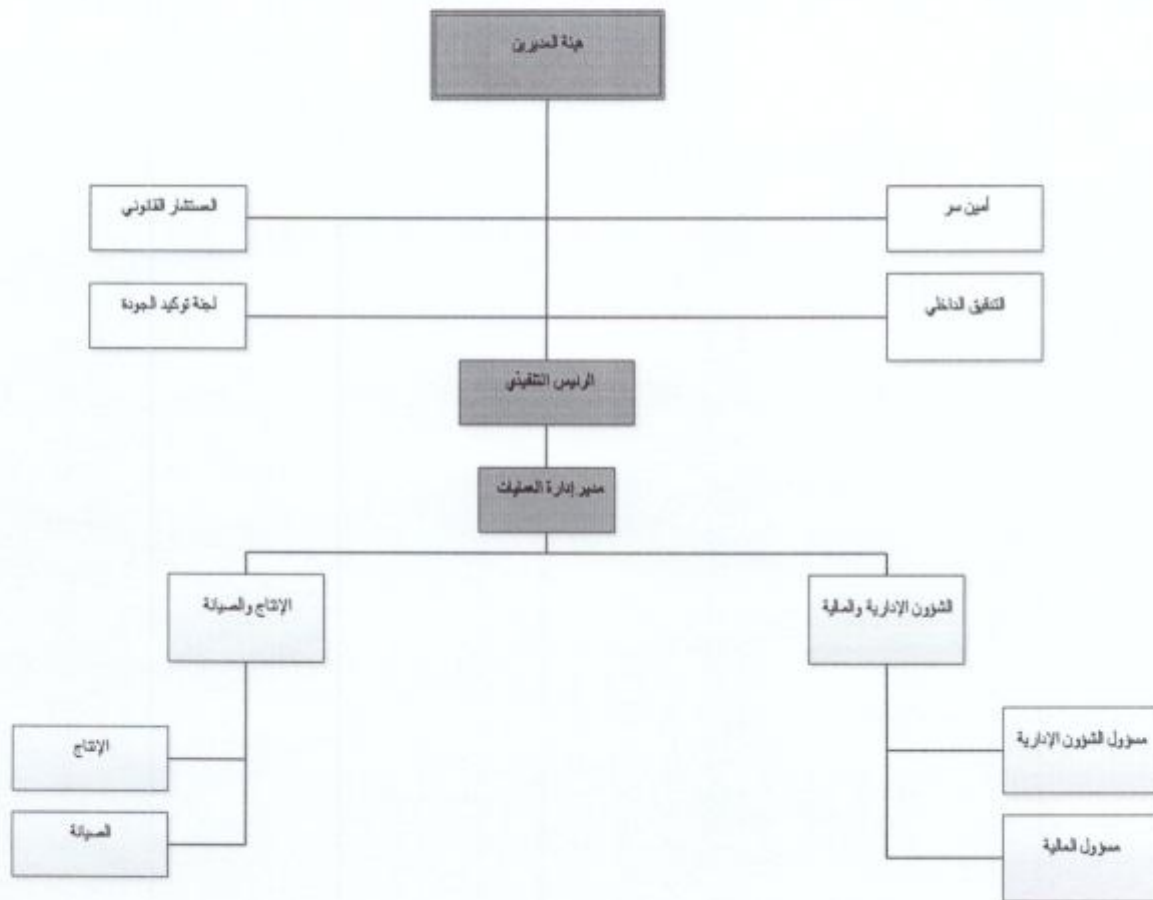 هيئة المديرين
أمين سر
المستشار القانوني
التدقيق الداخلي
لجنة توكيد الجودة
الرئيس التنفيذي
مدير إدارة العمليات
الشؤون الإدارية والمالية
الإنتاج والصيانة
مسؤول الشؤون الإدارية
الإنتاج
مسؤول المالية
الصيانة